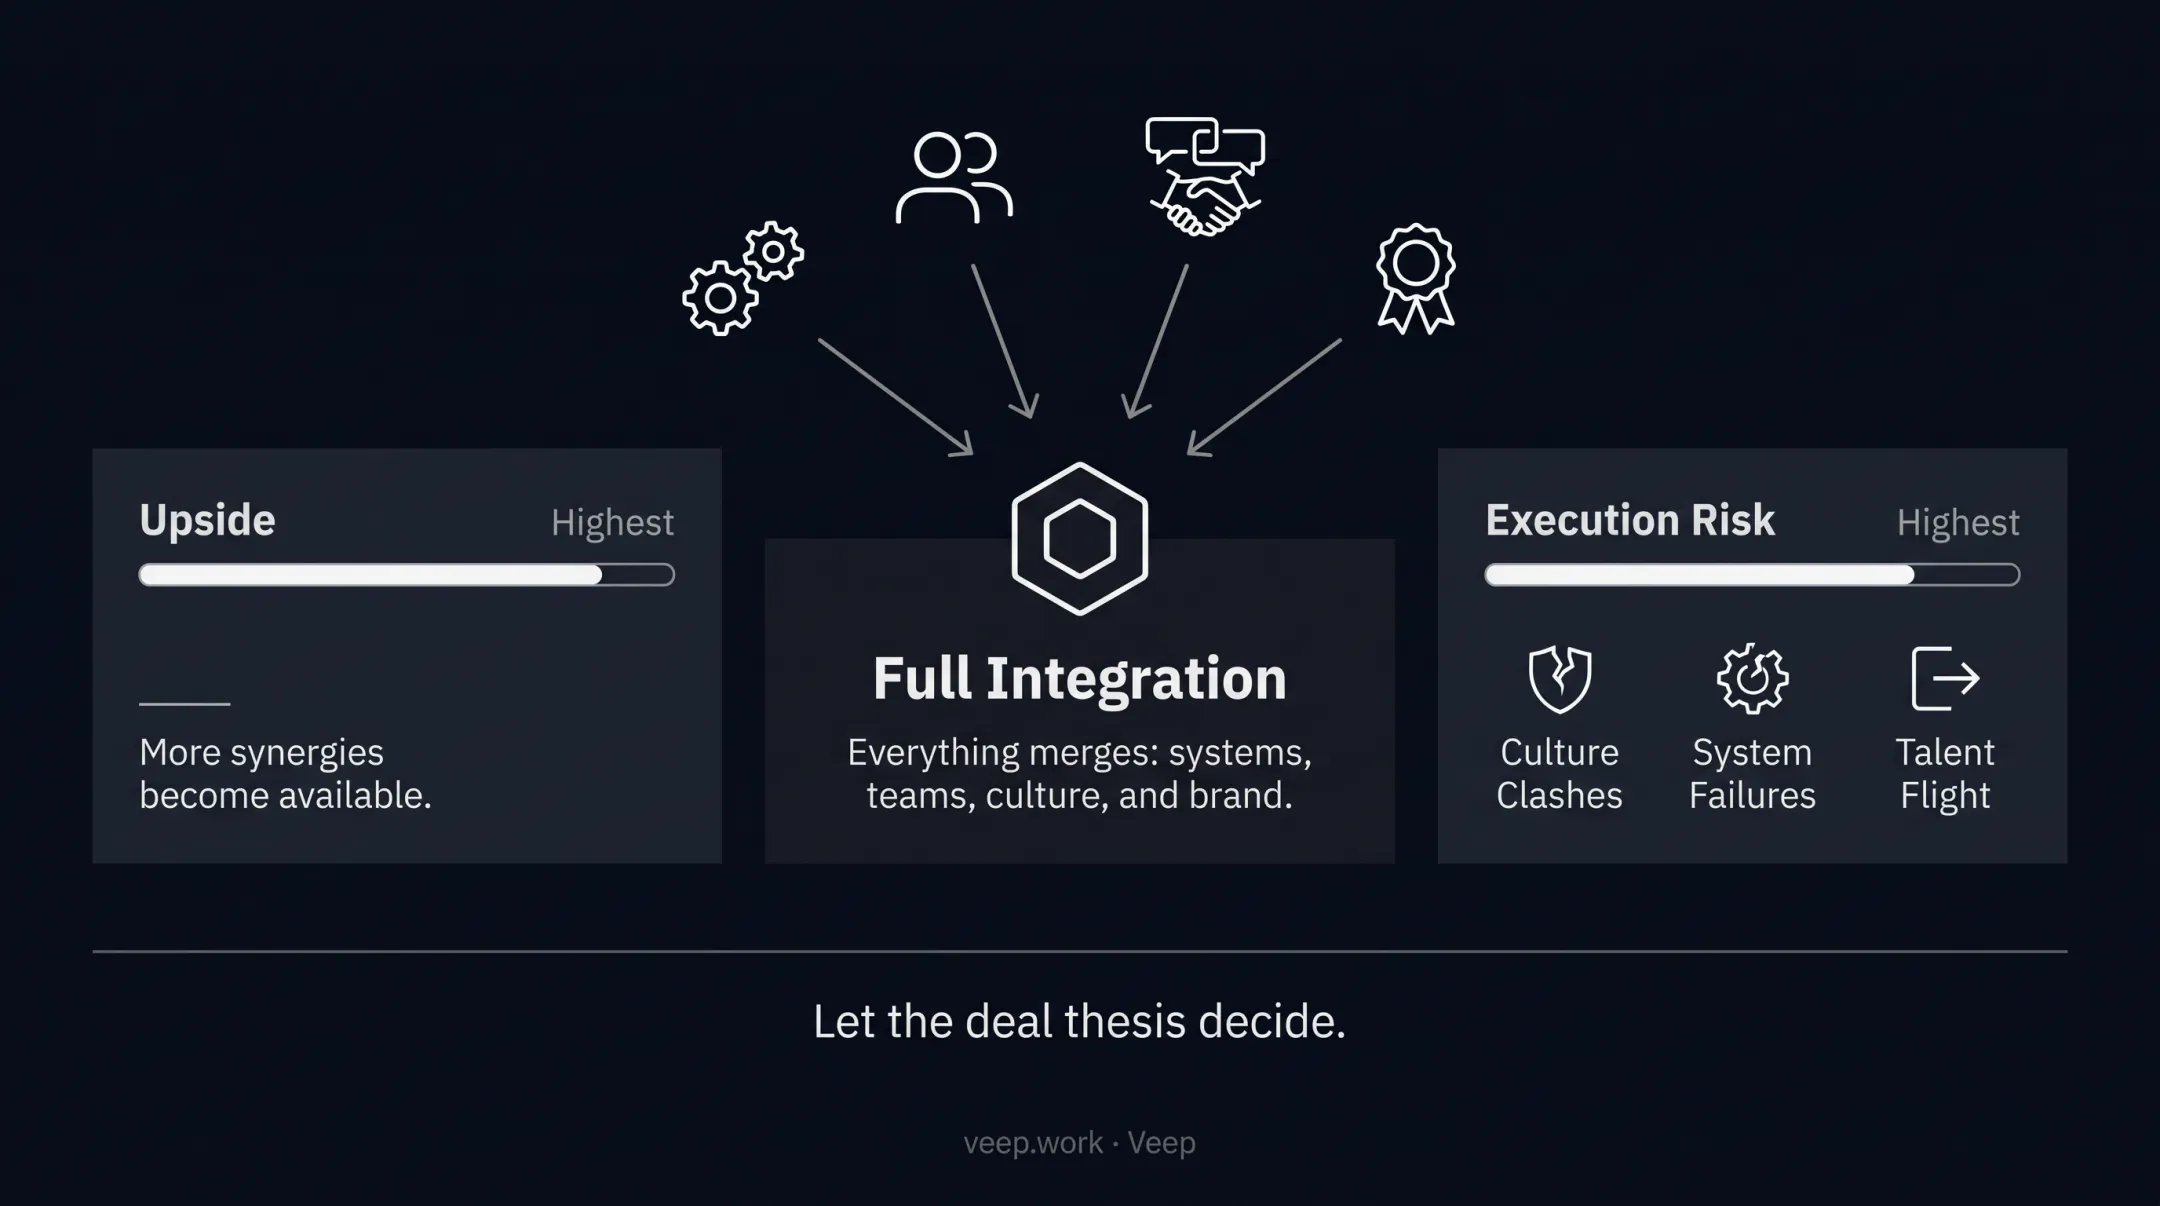 Upside
Highest
More synergies
become available.
Full Integration
Everything merges: systems,
teams, culture, and brand.
Execution Risk
Highest
Culture
Clashes
System
Failures
Talent
Flight
Let the deal thesis decide.
veep.work · Veep